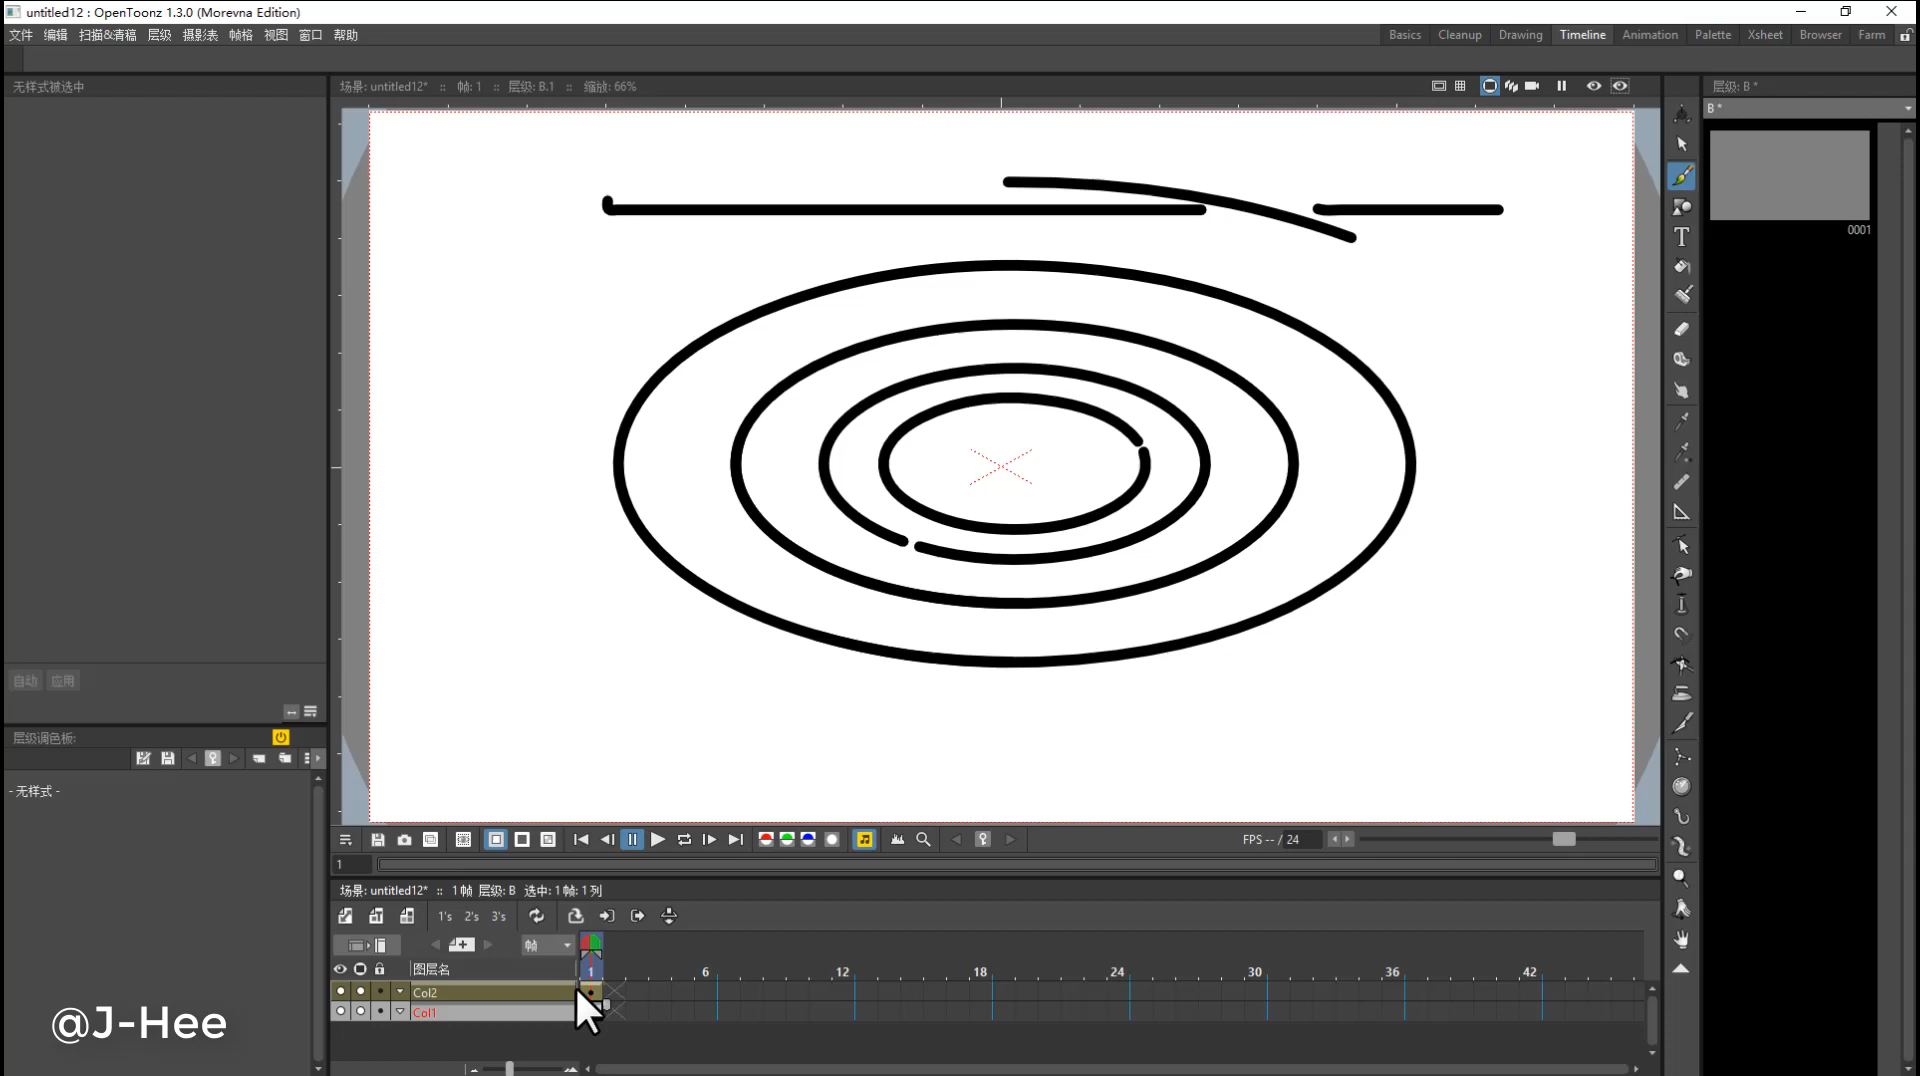 untitled12 : OpenToonz 1.3.0 (Morevna Edition)
文件 编辑 扫描&清稿 层级 摄影表 帧格 视图 窗口 帮助
Basics Cleanup Drawing Timeline Animation Palette Xsheet Browser Farm
无样式被选中
场景: untitled12* :: 帧: 1 :: 层级: B.1 :: 缩放: 66%
层级: B *
B *
0001
自动 应用
层级调色板:
- 无样式 -
FPS -- / 24
1
场景: untitled12* :: 1帧 层级: B 选中: 1 帧: 1 列
1's 2's 3's
帧
图层名
1 6 12 18 24 30 36 42
Col2
Col1
@J-Hee